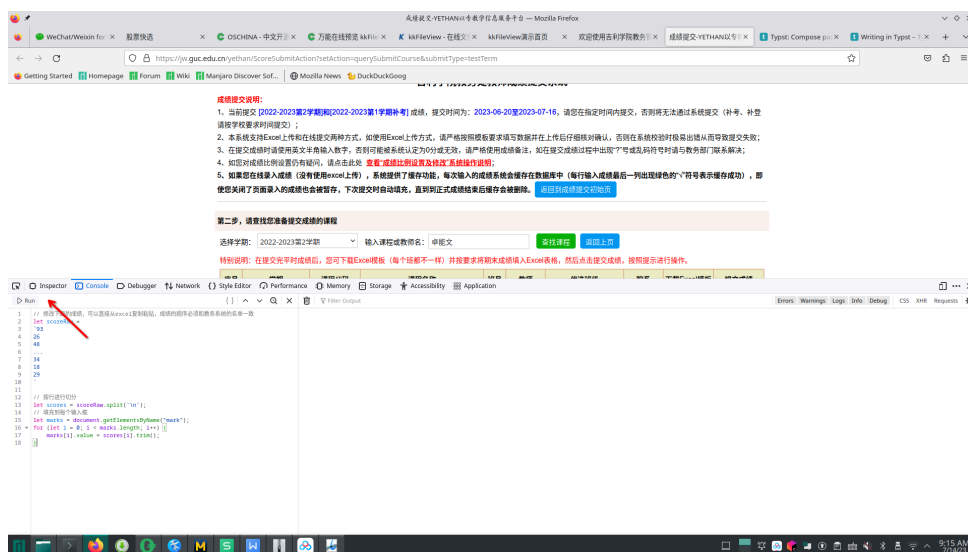 成绩提交-YETHAN以专教学信息服务平台 — Mozilla Firefox
WeChat/Weixin for
股票快选
OSCHINA - 中文开
万能在线预览 kkFile
kkFileView - 在线文
kkFileView演示首页
欢迎使用吉利学院教务
成绩提交-YETHAN以专
Typst: Compose pa
Writing in Typst – T
https://jw.guc.edu.cn/yethan/ScoreSubmitAction?setAction=querySubmitCourse&submitType=testTerm
Getting Started
Homepage
Forum
Wiki
Manjaro Discover Sof...
Mozilla News
DuckDuckGoog
成绩提交说明:
1、当前提交 [2022-2023第2学期]和[2022-2023第1学期补考] 成绩，提交时间为：2023-06-20至2023-07-16，请您在指定时间内提交，否则将无法通过系统提交（补考、补登
请按学校要求时间提交）；
2、本系统支持Excel上传和在线提交两种方式，如使用Excel上传方式，请严格按照模板要求填写数据并在上传后仔细核对确认，否则在系统校验时极易出错从而导致提交失败；
3、在提交成绩时请使用英文半角输入数字，否则可能被系统认定为0分或无效，请严格使用成绩备注，如在提交成绩过程中出现"?"号或乱码符号时请与教务部门联系解决；
4、如您对成绩比例设置仍有疑问，请点击此处 查看"成绩比例设置及修改"系统操作说明；
5、如果您在线录入成绩（没有使用excel上传），系统提供了缓存功能，每次输入的成绩系统会在缓存在数据库中（每行输入成绩最后一列出现绿色的"√"符号表示缓存成功），即
使您关闭了页面录入的成绩也会被暂存，下次提交时自动填充，直到到正式成绩结束后缓存会被删除。 返回到成绩提交初始页
第二步，请查找您准备提交成绩的课程
选择学期: 2022-2023第2学期 输入课程或教师名: 卓能文 查找课程 返回上页
特别说明：在提交完平时成绩后，您可下载Excel模板（每个班都不一样）并按要求将期末成绩填入Excel表格，然后点击提交成绩，按照提示进行操作。
Inspector
Console
Debugger
Network
Style Editor
Performance
Memory
Storage
Accessibility
Application
Run
Filter Output
Errors Warnings Logs Info Debug CSS XHR Requests
1 // 修改下面的成绩，可以直接从excel复制粘贴，成绩的顺序必须和教务系统的名单一致
2 let scoreRaw =
3 `93
4 26
5 48
6 ...
7 34
8 18
9 29
10 `
11
12 // 按行进行切分
13 let scores = scoreRaw.split('\n');
14 // 填充到每个输入框
15 let marks = document.getElementsByName("mark");
16 for (let i = 0; i < marks.length; i++) {
17 marks[i].value = scores[i].trim();
18 }
9:15 AM
7/14/23